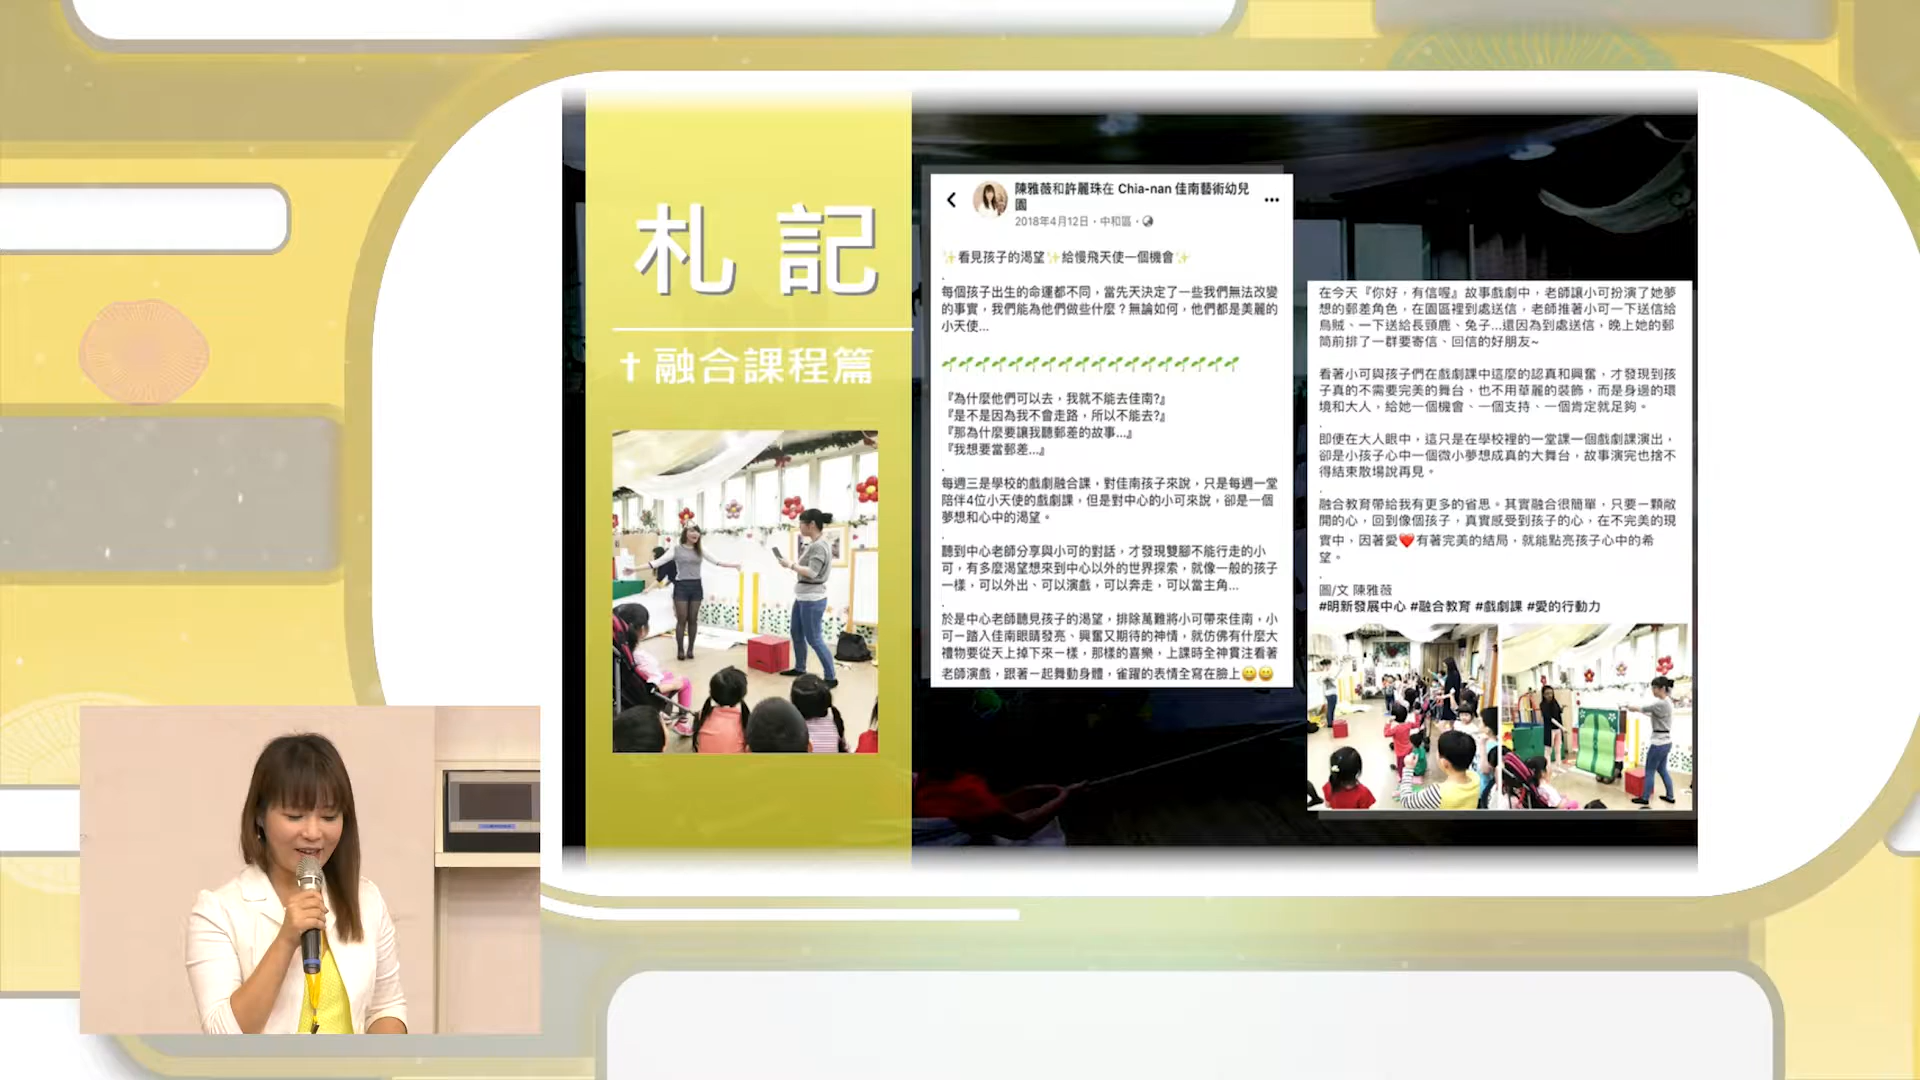 札 記
✝ 融合課程篇
陳雅薇和許麗珠在 Chia-nan 佳南藝術幼兒
園
2018年4月12日・中和區・
✨看見孩子的渴望✨給慢飛天使一個機會✨
.
每個孩子出生的命運都不同，當先天決定了一些我們無法改變
的事實，我們能為他們做些什麼？無論如何，他們都是美麗的
小天使...
🌱🌱🌱🌱🌱🌱🌱🌱🌱🌱🌱🌱🌱🌱🌱🌱🌱🌱
『為什麼他們可以去，我就不能去佳南?』
『是不是因為我不會走路，所以不能去?』
『那為什麼要讓我聽郵差的故事...』
『我想要當郵差...』
.
每週三是學校的戲劇融合課，對佳南孩子來說，只是每週一堂
陪伴4位小天使的戲劇課，但是對中心的小可來說，卻是一個
夢想和心中的渴望。
.
聽到中心老師分享與小可的對話，才發現雙腳不能行走的小
可，有多麼渴望想來到中心以外的世界探索，就像一般的孩子
一樣，可以外出、可以演戲，可以奔走，可以當主角...
.
於是中心老師聽見孩子的渴望，排除萬難將小可帶來佳南，小
可一踏入佳南眼睛發亮、興奮又期待的神情，就仿佛有什麼大
禮物要從天上掉下來一樣，那樣的喜樂，上課時全神貫注看著
老師演戲，跟著一起舞動身體，雀躍的表情全寫在臉上😊😊
在今天『你好，有信喔』故事戲劇中，老師讓小可扮演了她夢
想的郵差角色，在園區裡到處送信，老師推著小可一下送信給
烏賊、一下送給長頸鹿、兔子...還因為到處送信，晚上她的郵
筒前排了一群要寄信、回信的好朋友~
看著小可與孩子們在戲劇課中這麼的認真和興奮，才發現到孩
子真的不需要完美的舞台、也不用華麗的裝飾，而是身邊的環
境和大人，給她一個機會、一個支持、一個肯定就足夠。
.
即便在大人眼中，這只是在學校裡的一堂課一個戲劇課演出，
卻是小孩子心中一個微小夢想成真的大舞台，故事演完也捨不
得結束散場說再見。
.
融合教育帶給我有更多的省思。其實融合很簡單，只要一顆敞
開的心，回到像個孩子，真實感受到孩子的心，在不完美的現
實中，因著愛❤️有著完美的結局，就能點亮孩子心中的希
望。
.
圖/文 陳雅薇
#明新發展中心 #融合教育 #戲劇課 #愛的行動力